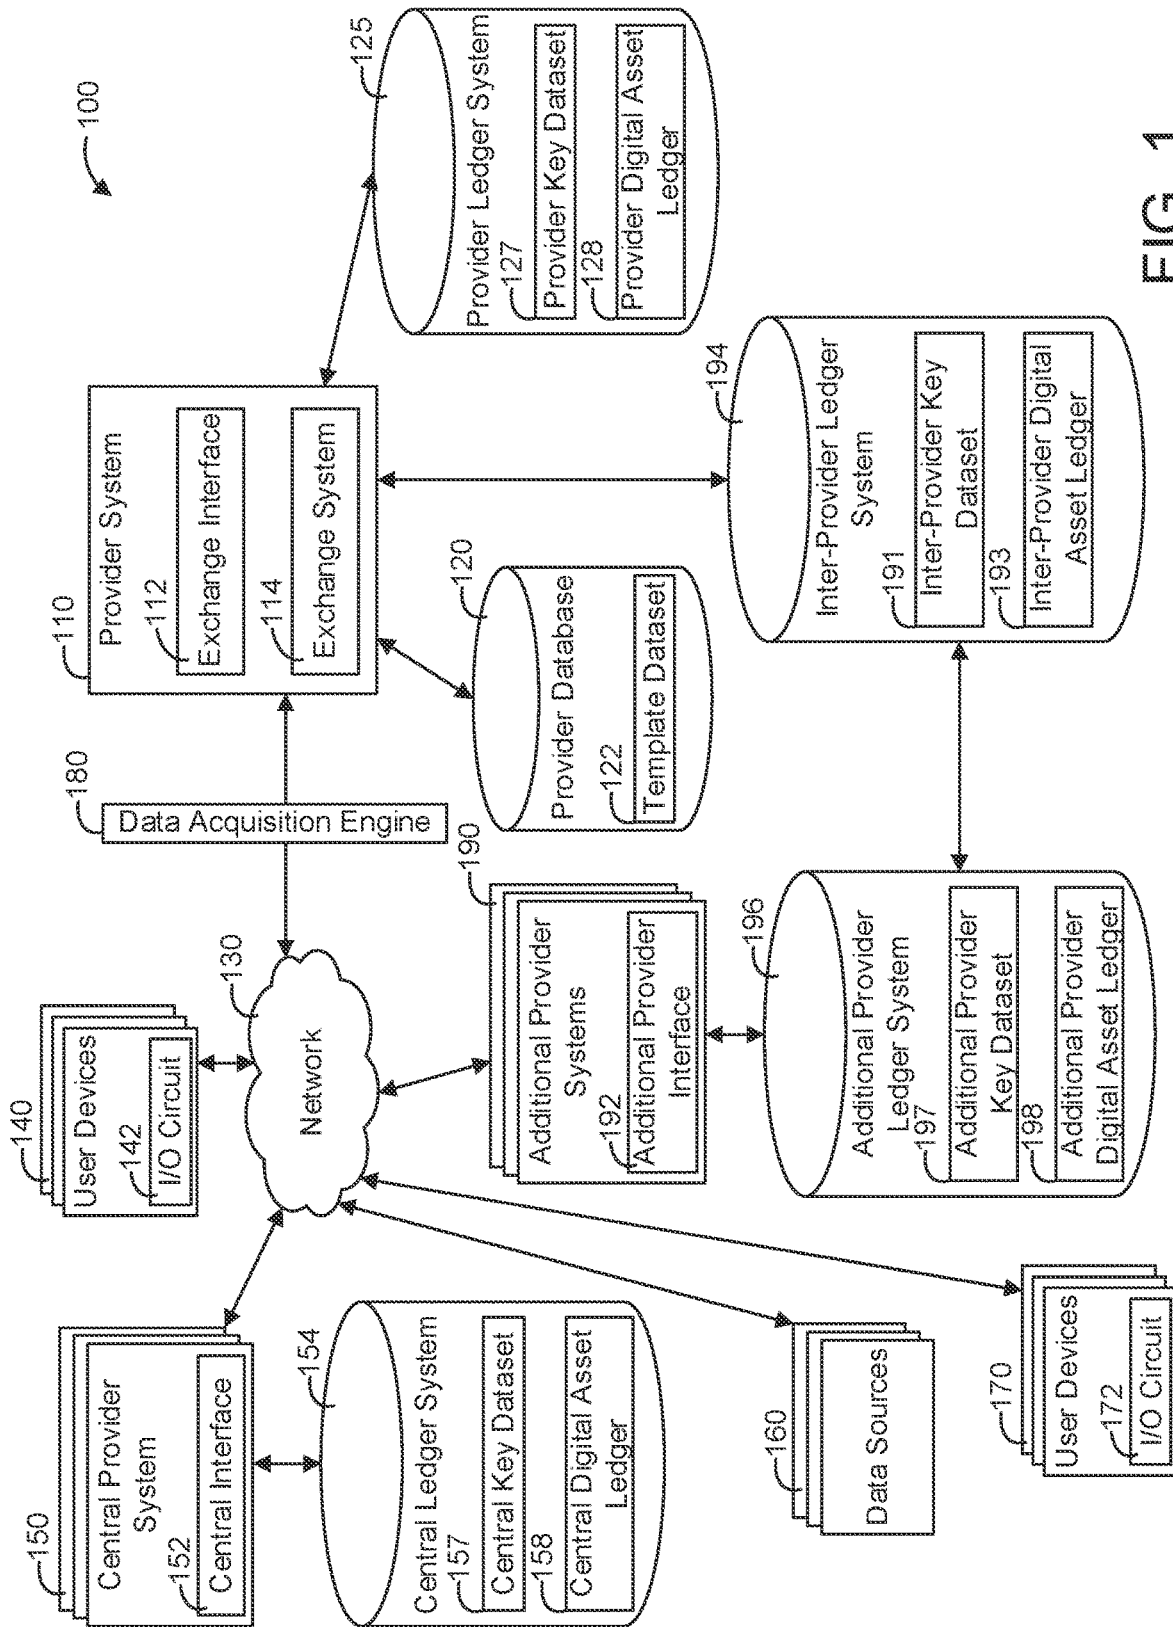 100
150
Central Provider
System
152
Central Interface
154
Central Ledger System
157
Central Key Dataset
158
Central Digital Asset
Ledger
140
User Devices
142
I/O Circuit
130
Network
180
Data Acquisition Engine
110
Provider System
112
Exchange Interface
114
Exchange System
125
Provider Ledger System
127
Provider Key Dataset
128
Provider Digital Asset
Ledger
120
Provider Database
122
Template Dataset
190
Additional Provider
Systems
192
Additional Provider
Interface
194
Inter-Provider Ledger
System
191
Inter-Provider Key
Dataset
193
Inter-Provider Digital
Asset Ledger
196
Additional Provider
Ledger System
197
Additional Provider
Key Dataset
198
Additional Provider
Digital Asset Ledger
160
Data Sources
170
User Devices
172
I/O Circuit
FIG. 1